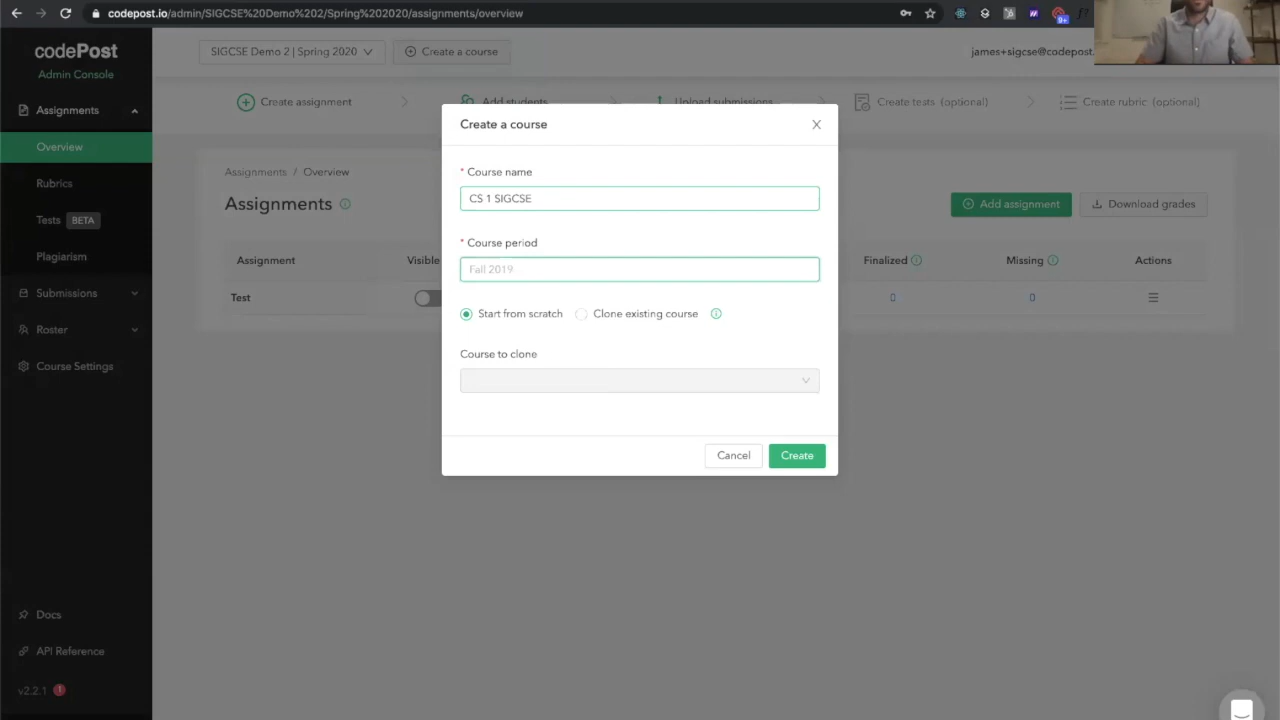 codepost.io/admin/SIGCSE%20Demo%202/Spring%202020/assignments/overview
9+
codePost
Admin Console
SIGCSE Demo 2 | Spring 2020
Create a course
james+sigcse@codepost.
Assignments
Overview
Rubrics
Tests BETA
Plagiarism
Submissions
Roster
Course Settings
Docs
API Reference
v2.2.1 1
Create assignment
Add students
Upload submissions
Create tests (optional)
Create rubric (optional)
Assignments / Overview
Assignments
Add assignment
Download grades
Assignment
Visible
Finalized
Missing
Actions
Test
0
0
Create a course
* Course name
CS 1 SIGCSE
* Course period
Fall 2019
Start from scratch
Clone existing course
Course to clone
Cancel
Create